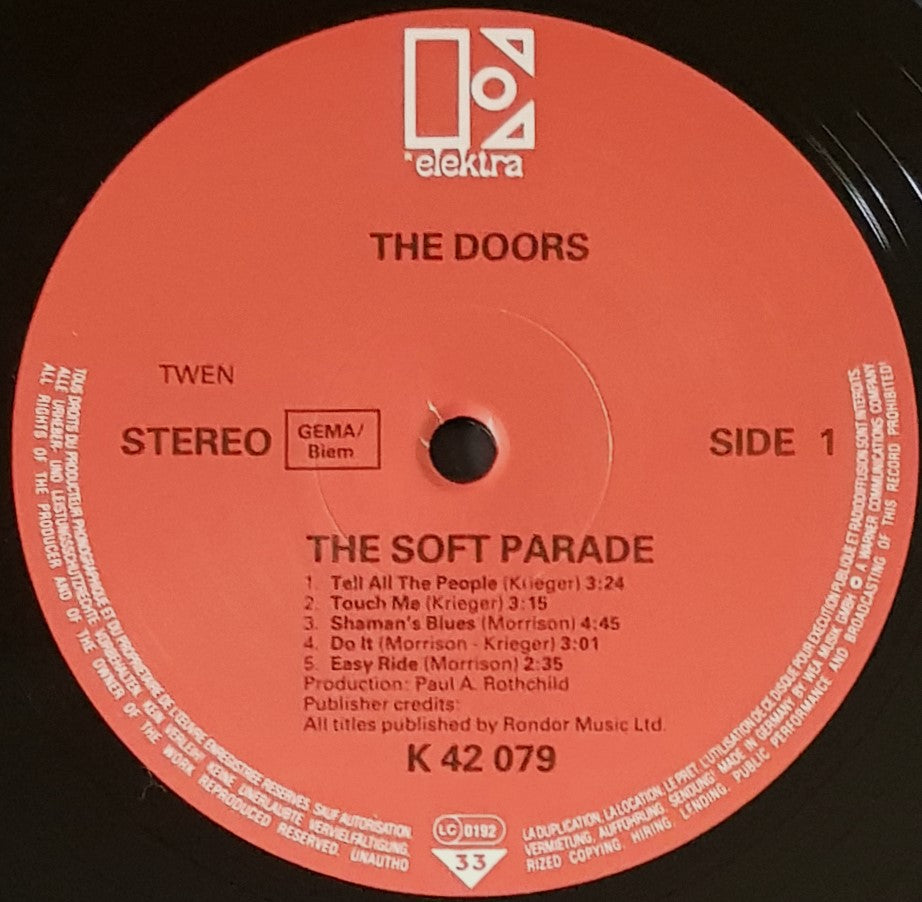 elektra
THE DOORS
TWEN
STEREO
GEMA/
Biem
SIDE 1
THE SOFT PARADE
1. Tell All The People (Krieger) 3:24
2. Touch Me (Krieger) 3:15
3. Shaman's Blues (Morrison) 4:45
4. Do It (Morrison - Krieger) 3:01
5. Easy Ride (Morrison) 2:35
Production: Paul A. Rothchild
Publisher credits:
All titles published by Rondor Music Ltd.
K 42 079
LC 0192
33
TOUS DROITS DU PRODUCTEUR PHONOGRAPHIQUE ET DU PROPRIETAIRE DE L'ŒUVRE ENREGISTREE RESERVES. SAUF AUTORISATION.
LA DUPLICATION, LA LOCATION, LE PRET, L'UTILISATION DE CE DISQUE POUR EXECUTION PUBLIQUE ET RADIODIFFUSION SONT INTERDITS.
ALLE URHEBER- UND LEISTUNGSSCHUTZRECHTE VORBEHALTEN. KEIN VERLEIH! KEINE UNERLAUBTE VERVIELFÄLTIGUNG,
VERMIETUNG, AUFFÜHRUNG, SENDUNG! MADE IN GERMANY BY WEA MUSIK GMBH A WARNER COMMUNICATIONS COMPANY
ALL RIGHTS OF THE PRODUCER AND OF THE OWNER OF THE WORK REPRODUCED RESERVED. UNAUTHO
RIZED COPYING. HIRING. LENDING. PUBLIC PERFORMANCE AND BROADCASTING OF THIS RECORD PROHIBITED!